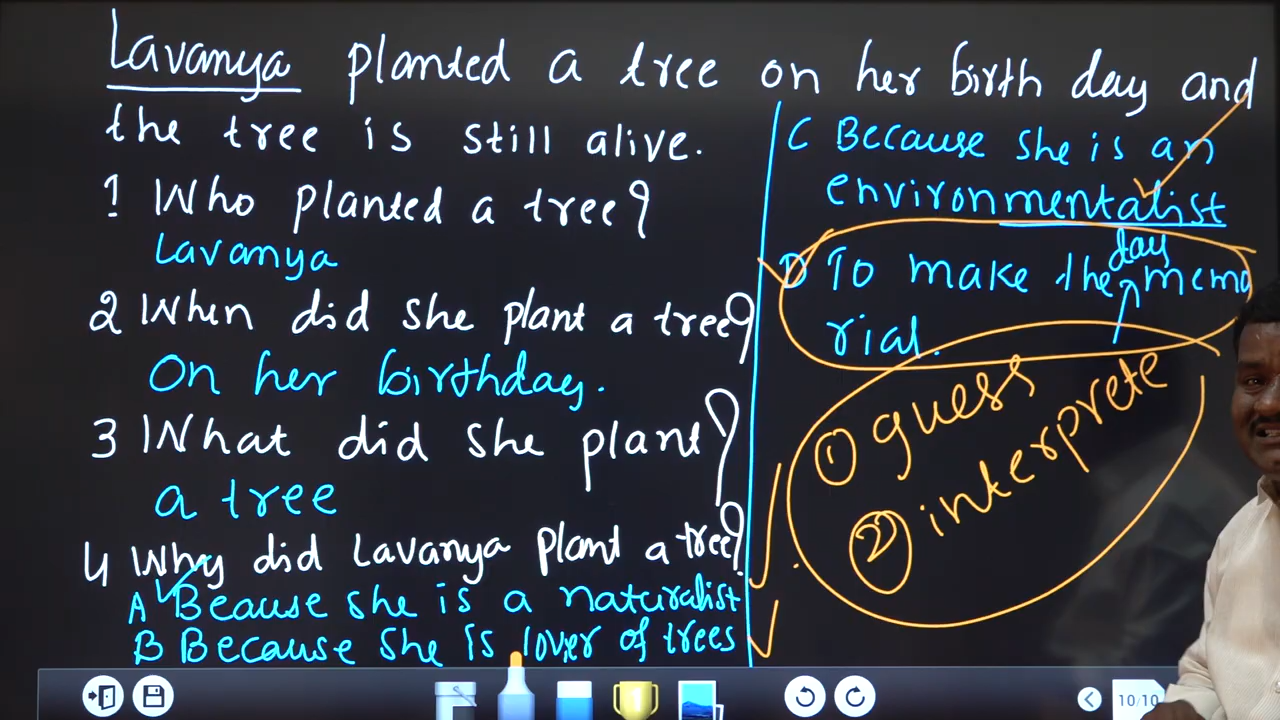 Lavanya planted a tree on her birth day and
the tree is still alive.
1 Who planted a tree?
Lavanya
2 When did she plant a tree?
On her birthday.
3 What did she plant?
a tree
4 Why did Lavanya plant a tree?
A Beause she is a naturalist
B Because she is lover of trees
C Because she is an
environmentalist
D To make the day memo
rial.
① guess
② interprete
10/10